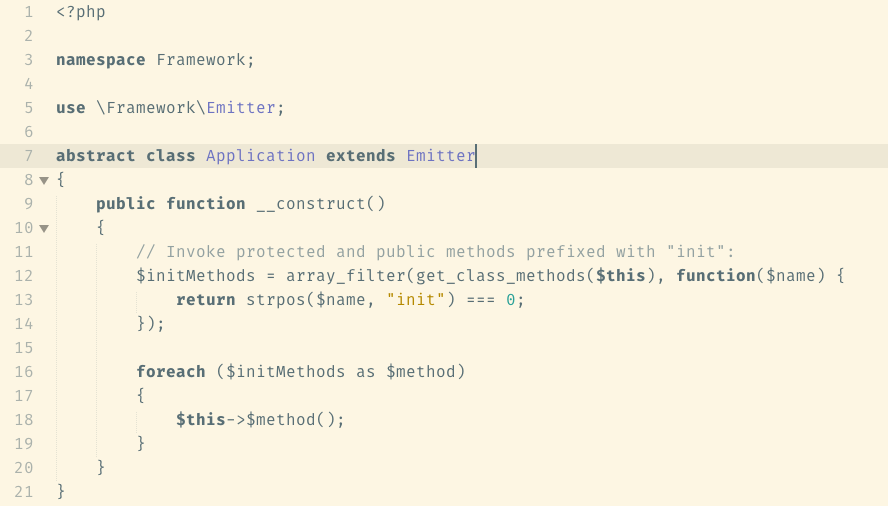 1 <?php
2
3 namespace Framework;
4
5 use \Framework\Emitter;
6
7 abstract class Application extends Emitter
8 {
9     public function __construct()
10     {
11         // Invoke protected and public methods prefixed with "init":
12         $initMethods = array_filter(get_class_methods($this), function($name) {
13             return strpos($name, "init") === 0;
14         });
15
16         foreach ($initMethods as $method)
17         {
18             $this->$method();
19         }
20     }
21 }